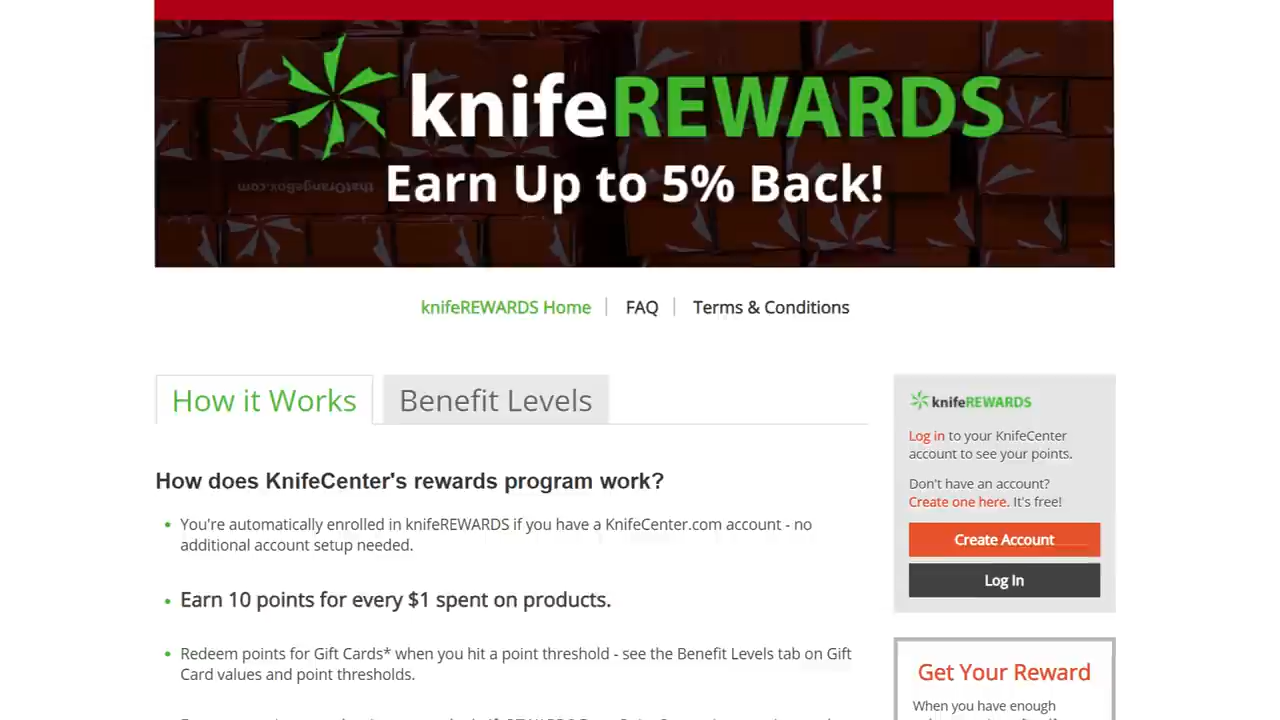 knifeREWARDS
Earn Up to 5% Back!
thatOrangeBox.com
knifeREWARDS Home
FAQ
Terms & Conditions
How it Works
Benefit Levels
How does KnifeCenter's rewards program work?
You're automatically enrolled in knifeREWARDS if you have a KnifeCenter.com account - no
additional account setup needed.
Earn 10 points for every $1 spent on products.
Redeem points for Gift Cards* when you hit a point threshold - see the Benefit Levels tab on Gift
Card values and point thresholds.
knifeREWARDS
Log in to your KnifeCenter
account to see your points.
Don't have an account?
Create one here. It's free!
Create Account
Log In
Get Your Reward
When you have enough